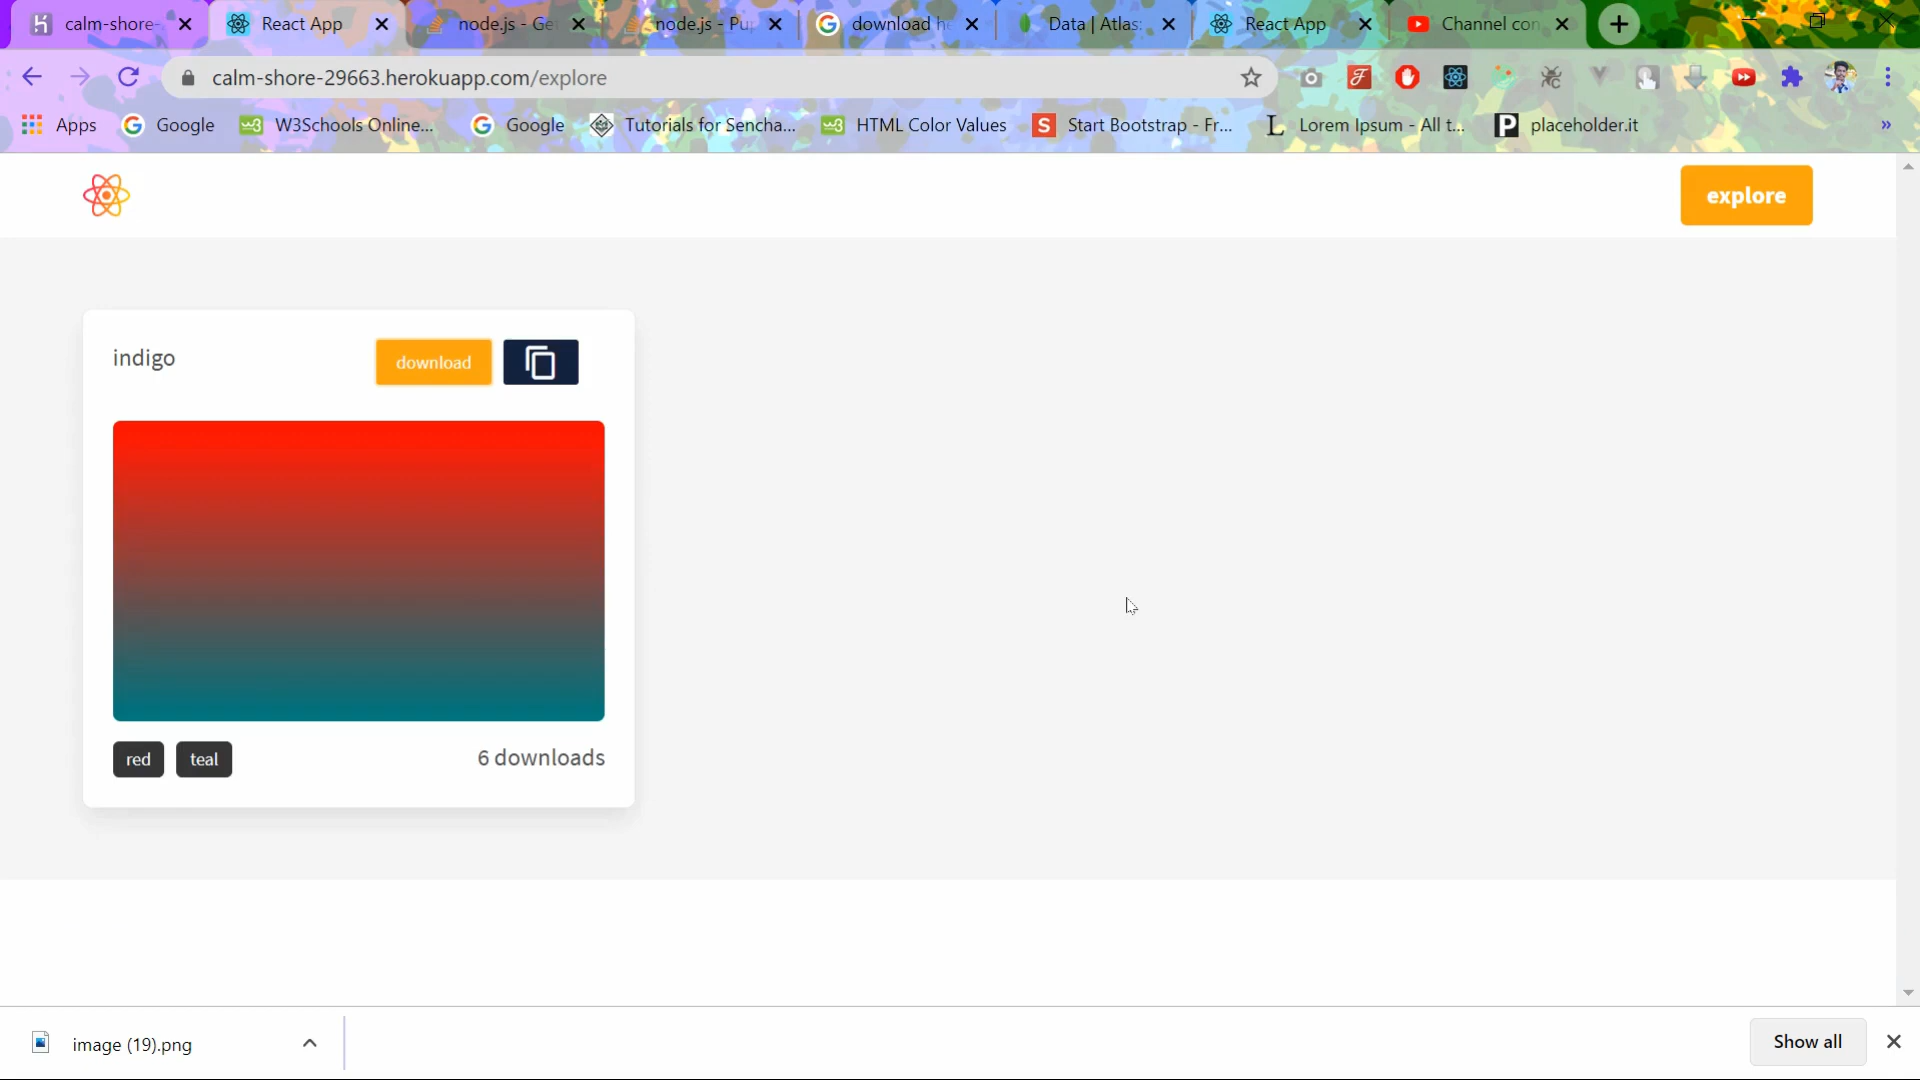 calm-shore-
React App
node.js - Ge
node.js - Pu
download he
Data | Atlas:
React App
Channel con
calm-shore-29663.herokuapp.com/explore
Apps
Google
W3Schools Online...
Google
Tutorials for Sencha...
HTML Color Values
Start Bootstrap - Fr...
Lorem Ipsum - All t...
placeholder.it
»
explore
indigo
download
red
teal
6 downloads
image (19).png
Show all